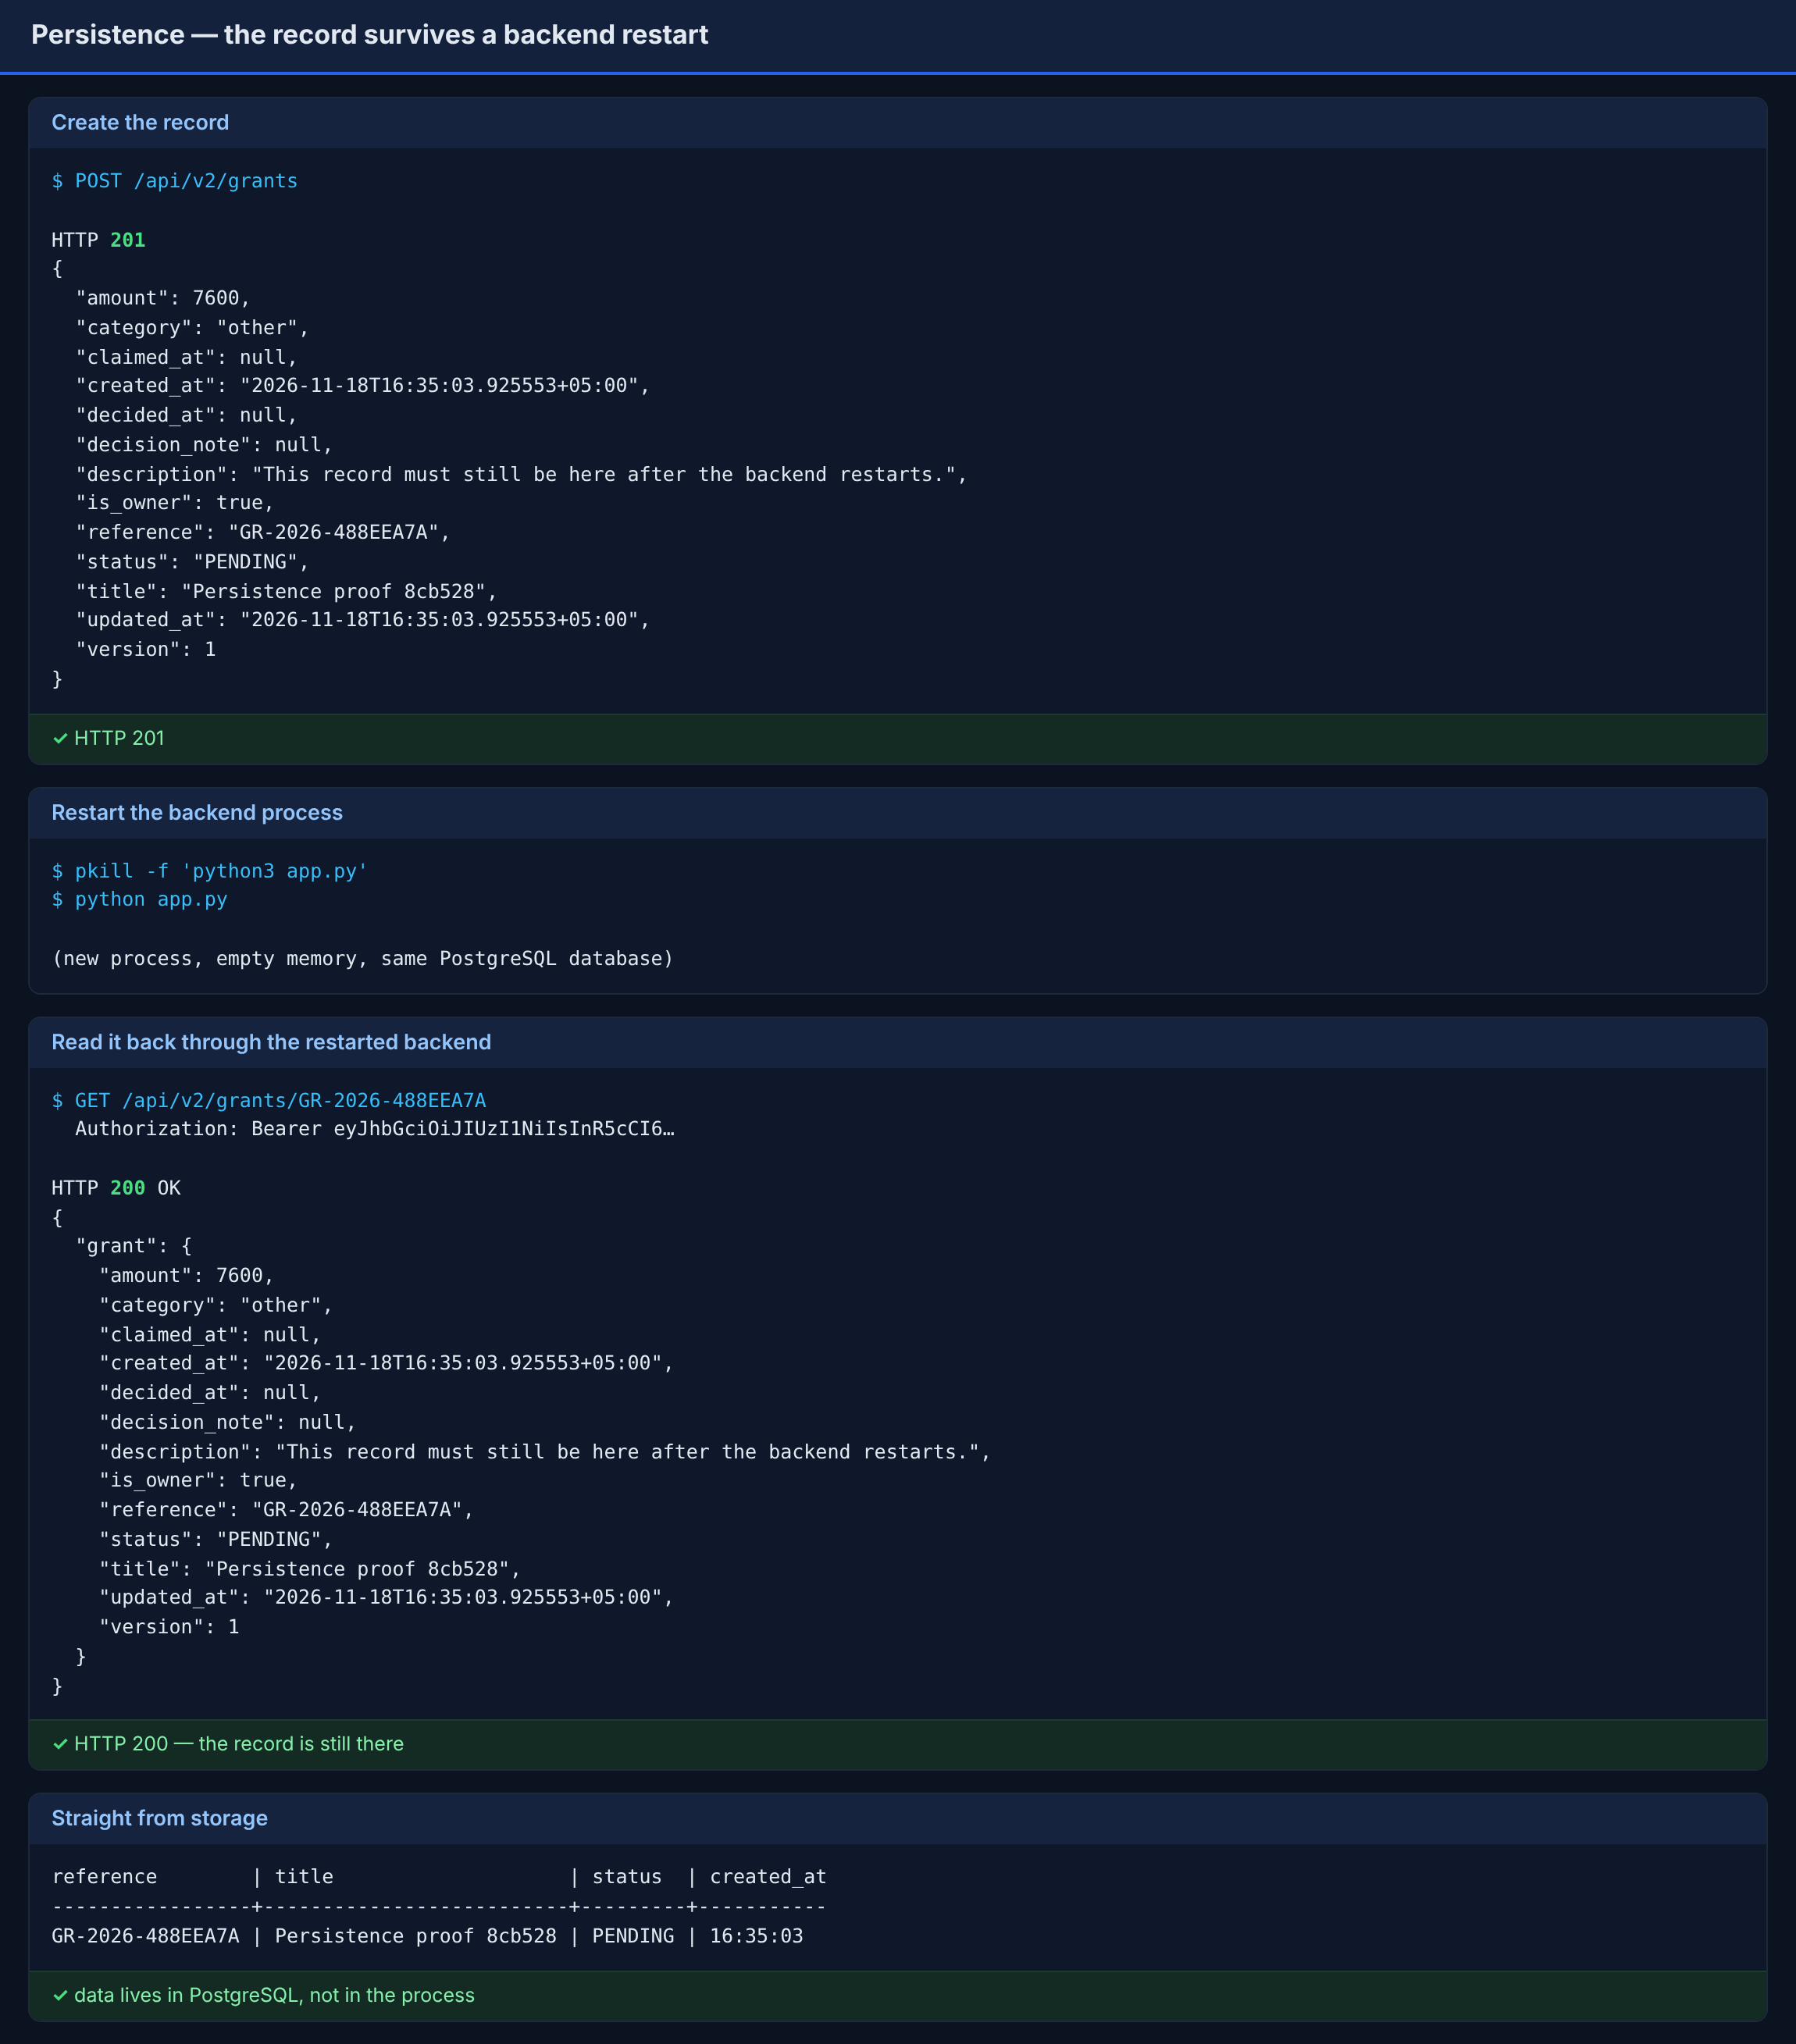 Persistence — the record survives a backend restart
Create the record
$ POST /api/v2/grants
HTTP 201
{
  "amount": 7600,
  "category": "other",
  "claimed_at": null,
  "created_at": "2026-11-18T16:35:03.925553+05:00",
  "decided_at": null,
  "decision_note": null,
  "description": "This record must still be here after the backend restarts.",
  "is_owner": true,
  "reference": "GR-2026-488EEA7A",
  "status": "PENDING",
  "title": "Persistence proof 8cb528",
  "updated_at": "2026-11-18T16:35:03.925553+05:00",
  "version": 1
}
✓ HTTP 201
Restart the backend process
$ pkill -f 'python3 app.py'
$ python app.py
(new process, empty memory, same PostgreSQL database)
Read it back through the restarted backend
$ GET /api/v2/grants/GR-2026-488EEA7A
  Authorization: Bearer eyJhbGciOiJIUzI1NiIsInR5cCI6…
HTTP 200 OK
{
  "grant": {
    "amount": 7600,
    "category": "other",
    "claimed_at": null,
    "created_at": "2026-11-18T16:35:03.925553+05:00",
    "decided_at": null,
    "decision_note": null,
    "description": "This record must still be here after the backend restarts.",
    "is_owner": true,
    "reference": "GR-2026-488EEA7A",
    "status": "PENDING",
    "title": "Persistence proof 8cb528",
    "updated_at": "2026-11-18T16:35:03.925553+05:00",
    "version": 1
  }
}
✓ HTTP 200 — the record is still there
Straight from storage
reference        | title                    | status  | created_at
-----------------+--------------------------+---------+-----------
GR-2026-488EEA7A | Persistence proof 8cb528 | PENDING | 16:35:03
✓ data lives in PostgreSQL, not in the process